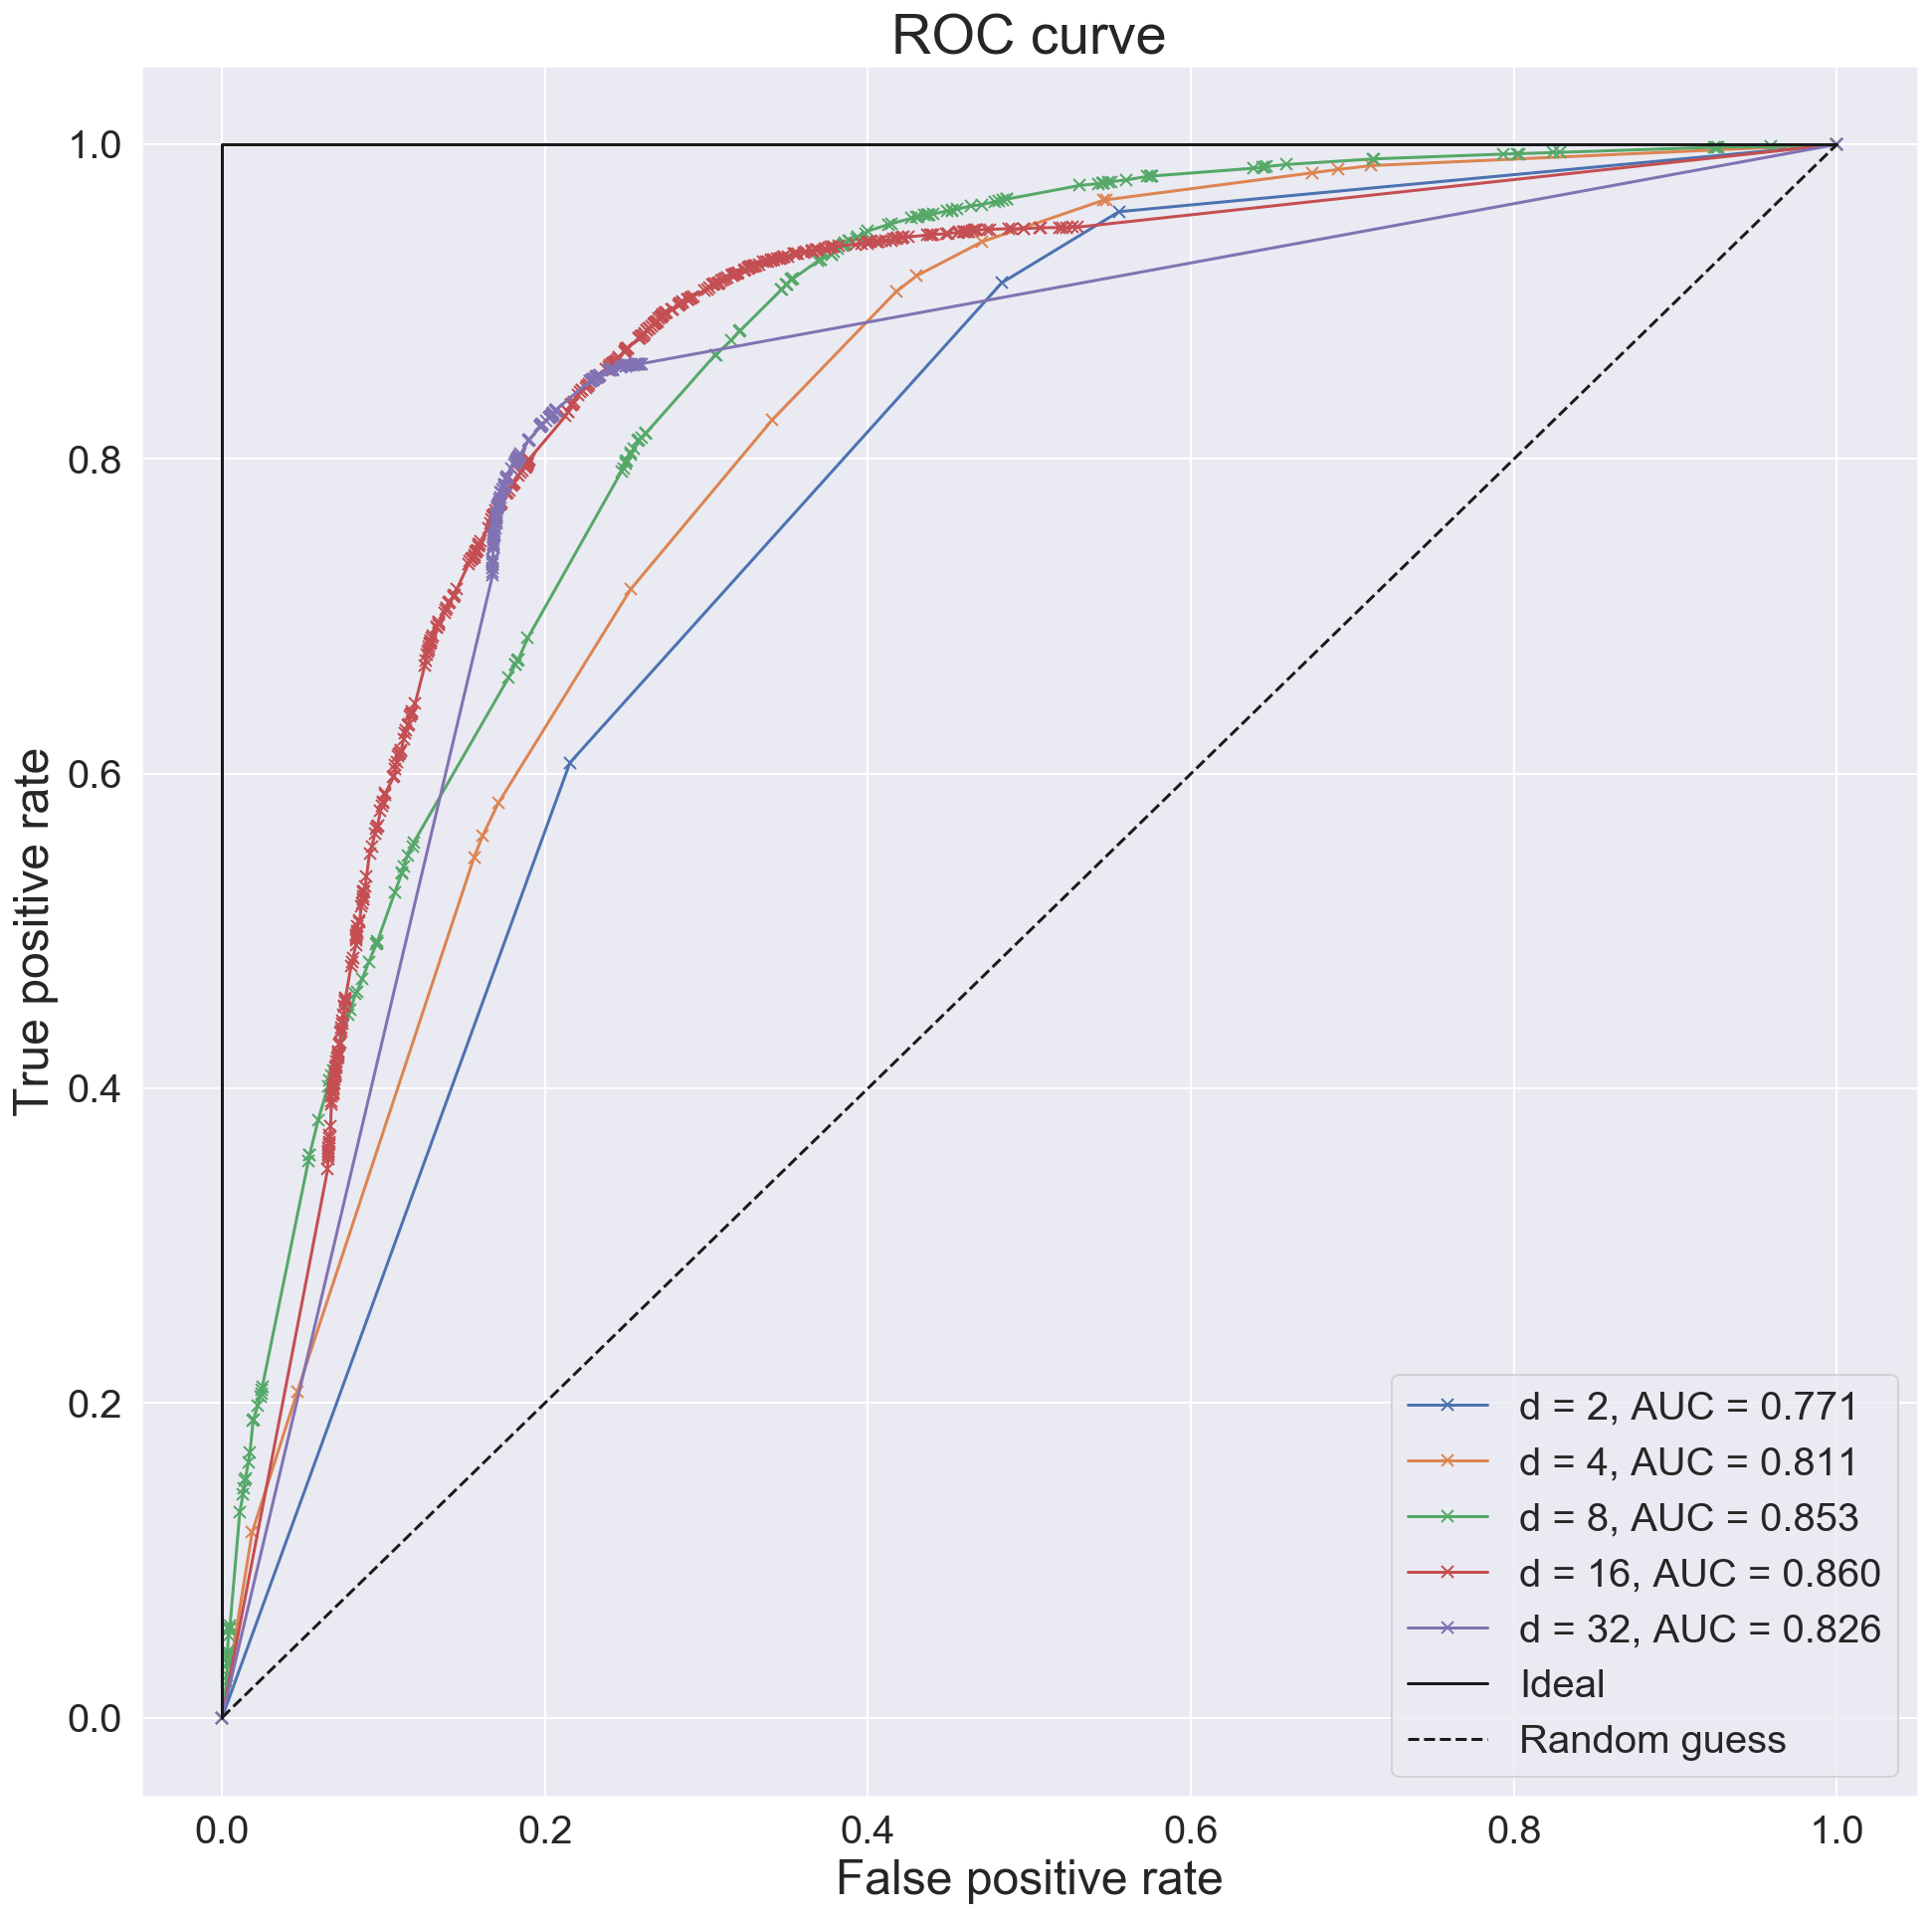 ROC curve
1.0
0.8
0.6
0.4
0.2
0.0
True positive rate
0.0 0.2 0.4 0.6 0.8 1.0
False positive rate
d = 2, AUC = 0.771
d = 4, AUC = 0.811
d = 8, AUC = 0.853
d = 16, AUC = 0.860
d = 32, AUC = 0.826
Ideal
Random guess